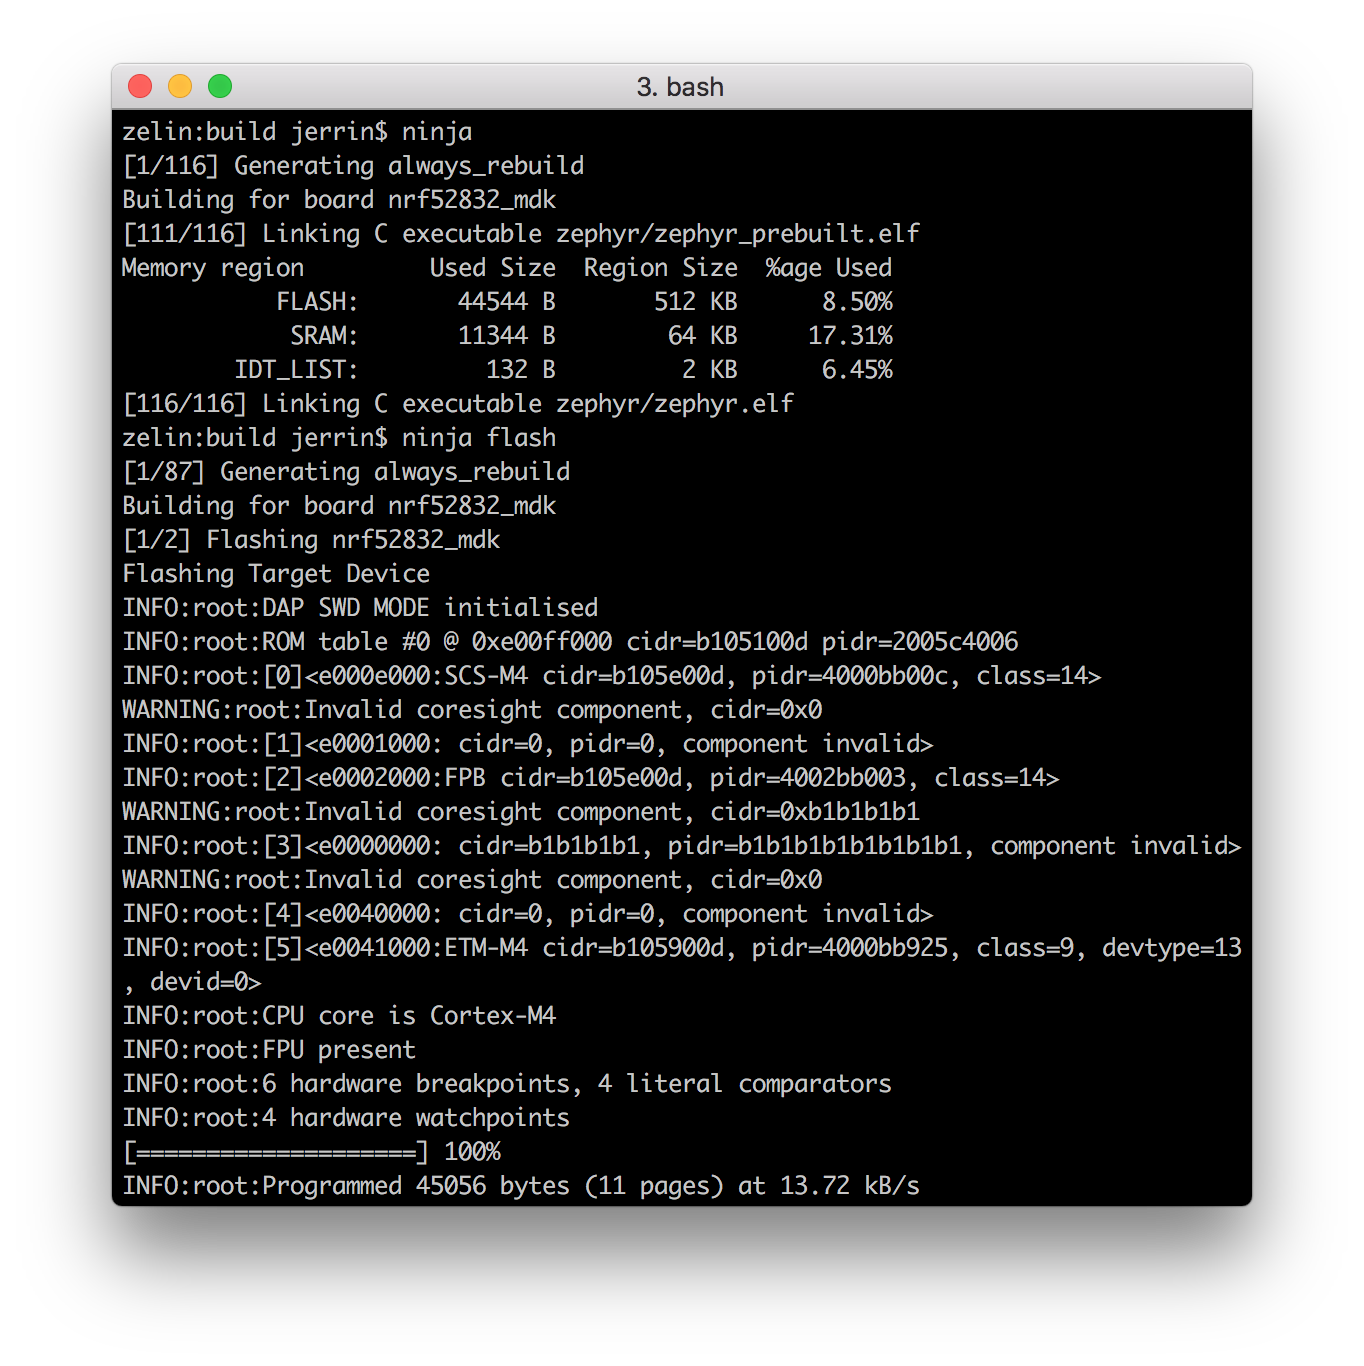 3. bash
zelin:build jerrin$ ninja
[1/116] Generating always_rebuild
Building for board nrf52832_mdk
[111/116] Linking C executable zephyr/zephyr_prebuilt.elf
Memory region         Used Size  Region Size  %age Used
           FLASH:       44544 B       512 KB      8.50%
            SRAM:       11344 B        64 KB     17.31%
        IDT_LIST:         132 B         2 KB      6.45%
[116/116] Linking C executable zephyr/zephyr.elf
zelin:build jerrin$ ninja flash
[1/87] Generating always_rebuild
Building for board nrf52832_mdk
[1/2] Flashing nrf52832_mdk
Flashing Target Device
INFO:root:DAP SWD MODE initialised
INFO:root:ROM table #0 @ 0xe00ff000 cidr=b105100d pidr=2005c4006
INFO:root:[0]<e000e000:SCS-M4 cidr=b105e00d, pidr=4000bb00c, class=14>
WARNING:root:Invalid coresight component, cidr=0x0
INFO:root:[1]<e0001000: cidr=0, pidr=0, component invalid>
INFO:root:[2]<e0002000:FPB cidr=b105e00d, pidr=4002bb003, class=14>
WARNING:root:Invalid coresight component, cidr=0xb1b1b1b1
INFO:root:[3]<e0000000: cidr=b1b1b1b1, pidr=b1b1b1b1b1b1b1b1, component invalid>
WARNING:root:Invalid coresight component, cidr=0x0
INFO:root:[4]<e0040000: cidr=0, pidr=0, component invalid>
INFO:root:[5]<e0041000:ETM-M4 cidr=b105900d, pidr=4000bb925, class=9, devtype=13
, devid=0>
INFO:root:CPU core is Cortex-M4
INFO:root:FPU present
INFO:root:6 hardware breakpoints, 4 literal comparators
INFO:root:4 hardware watchpoints
[====================] 100%
INFO:root:Programmed 45056 bytes (11 pages) at 13.72 kB/s